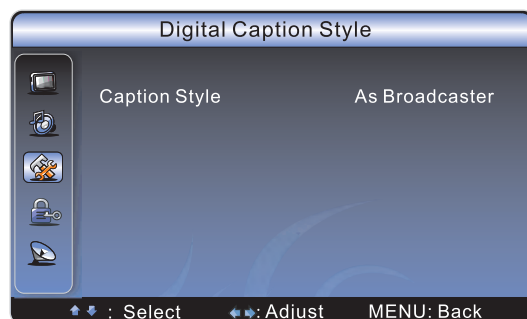 Digital Caption Style
Caption Style As Broadcaster
: Select : Adjust MENU: Back